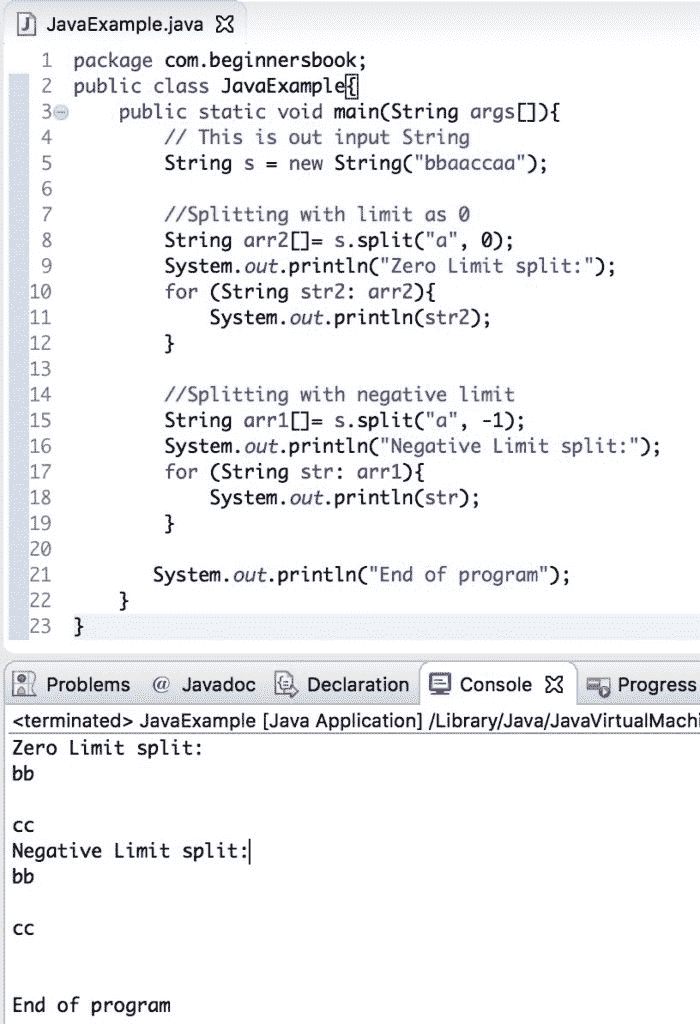 JavaExample.java
1 package com.beginnersbook;
2 public class JavaExample{
3 public static void main(String args[]){
4 // This is out input String
5 String s = new String("bbaaccaa");
6
7 //Splitting with limit as 0
8 String arr2[]= s.split("a", 0);
9 System.out.println("Zero Limit split:");
10 for (String str2: arr2){
11 System.out.println(str2);
12 }
13
14 //Splitting with negative limit
15 String arr1[]= s.split("a", -1);
16 System.out.println("Negative Limit split:");
17 for (String str: arr1){
18 System.out.println(str);
19 }
20
21 System.out.println("End of program");
22 }
23 }
Problems @ Javadoc Declaration Console Progress
<terminated> JavaExample [Java Application] /Library/Java/JavaVirtualMachi
Zero Limit split:
bb
cc
Negative Limit split:
bb
cc
End of program